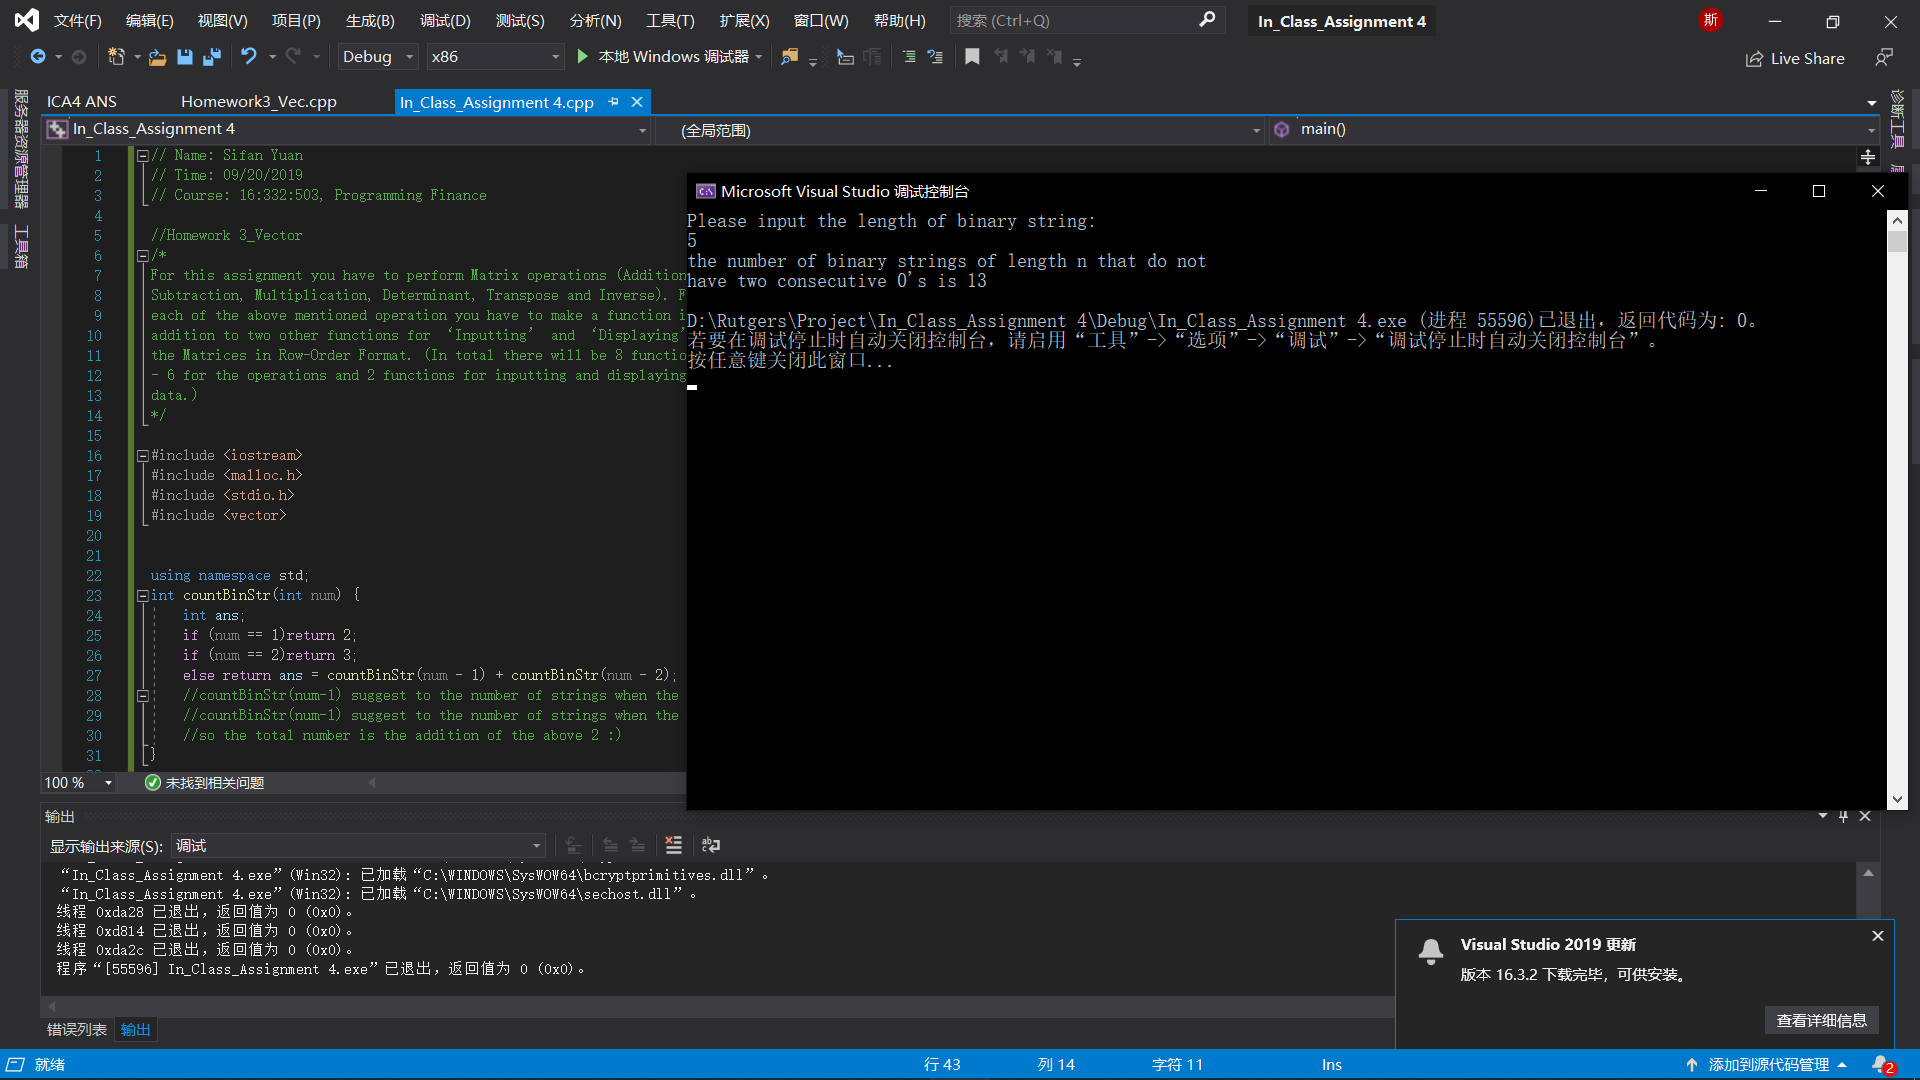 文件(F) 编辑(E) 视图(V) 项目(P) 生成(B) 调试(D) 测试(S) 分析(N) 工具(T) 扩展(X) 窗口(W) 帮助(H) 搜索 (Ctrl+Q) In_Class_Assignment 4 斯
Debug x86 本地 Windows 调试器 Live Share
服务器资源管理器
工具箱
诊断工具
ICA4 ANS Homework3_Vec.cpp In_Class_Assignment 4.cpp
In_Class_Assignment 4 (全局范围) main()
1 // Name: Sifan Yuan
2 // Time: 09/20/2019
3 // Course: 16:332:503, Programming Finance
4
5 //Homework 3_Vector
6 /*
7 For this assignment you have to perform Matrix operations (Addition
8 Subtraction, Multiplication, Determinant, Transpose and Inverse). F
9 each of the above mentioned operation you have to make a function i
10 addition to two other functions for ‘Inputting’ and ‘Displaying’
11 the Matrices in Row-Order Format. (In total there will be 8 functio
12 - 6 for the operations and 2 functions for inputting and displaying
13 data.)
14 */
15
16 #include <iostream>
17 #include <malloc.h>
18 #include <stdio.h>
19 #include <vector>
20
21
22 using namespace std;
23 int countBinStr(int num) {
24 int ans;
25 if (num == 1)return 2;
26 if (num == 2)return 3;
27 else return ans = countBinStr(num - 1) + countBinStr(num - 2);
28 //countBinStr(num-1) suggest to the number of strings when the
29 //countBinStr(num-1) suggest to the number of strings when the
30 //so the total number is the addition of the above 2 :)
31 }
Microsoft Visual Studio 调试控制台
Please input the length of binary string:
5
the number of binary strings of length n that do not
have two consecutive 0's is 13
D:\Rutgers\Project\In_Class_Assignment 4\Debug\In_Class_Assignment 4.exe (进程 55596)已退出，返回代码为: 0。
若要在调试停止时自动关闭控制台，请启用“工具”->“选项”->“调试”->“调试停止时自动关闭控制台”。
按任意键关闭此窗口...
100 % 未找到相关问题
输出
显示输出来源(S): 调试
“In_Class_Assignment 4.exe”(Win32): 已加载“C:\WINDOWS\SysWOW64\bcryptprimitives.dll”。
“In_Class_Assignment 4.exe”(Win32): 已加载“C:\WINDOWS\SysWOW64\sechost.dll”。
线程 0xda28 已退出，返回值为 0 (0x0)。
线程 0xd814 已退出，返回值为 0 (0x0)。
线程 0xda2c 已退出，返回值为 0 (0x0)。
程序“[55596] In_Class_Assignment 4.exe”已退出，返回值为 0 (0x0)。
Visual Studio 2019 更新
版本 16.3.2 下载完毕，可供安装。
查看详细信息
错误列表 输出
就绪 行 43 列 14 字符 11 Ins 添加到源代码管理 2